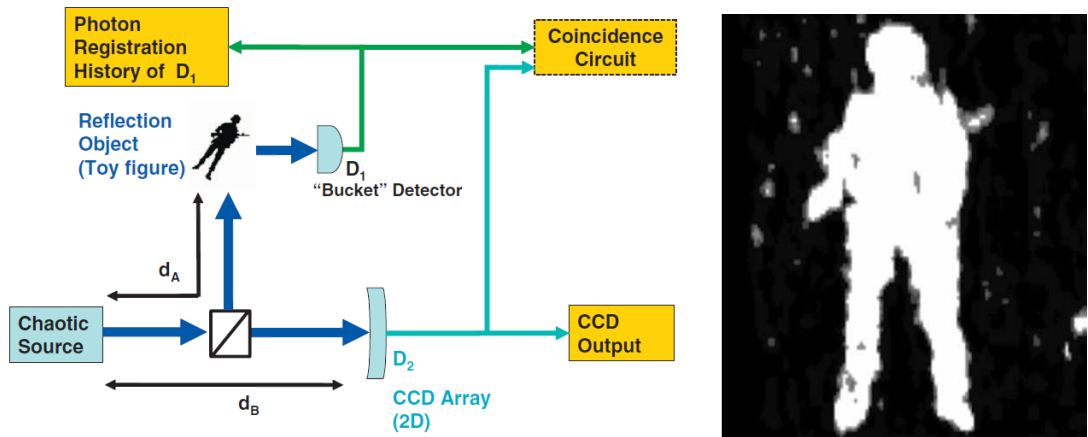 Photon
Registration
History of D1
Coincidence
Circuit
Reflection
Object
(Toy figure)
D1
“Bucket” Detector
dA
Chaotic
Source
dB
D2
CCD Array
(2D)
CCD
Output